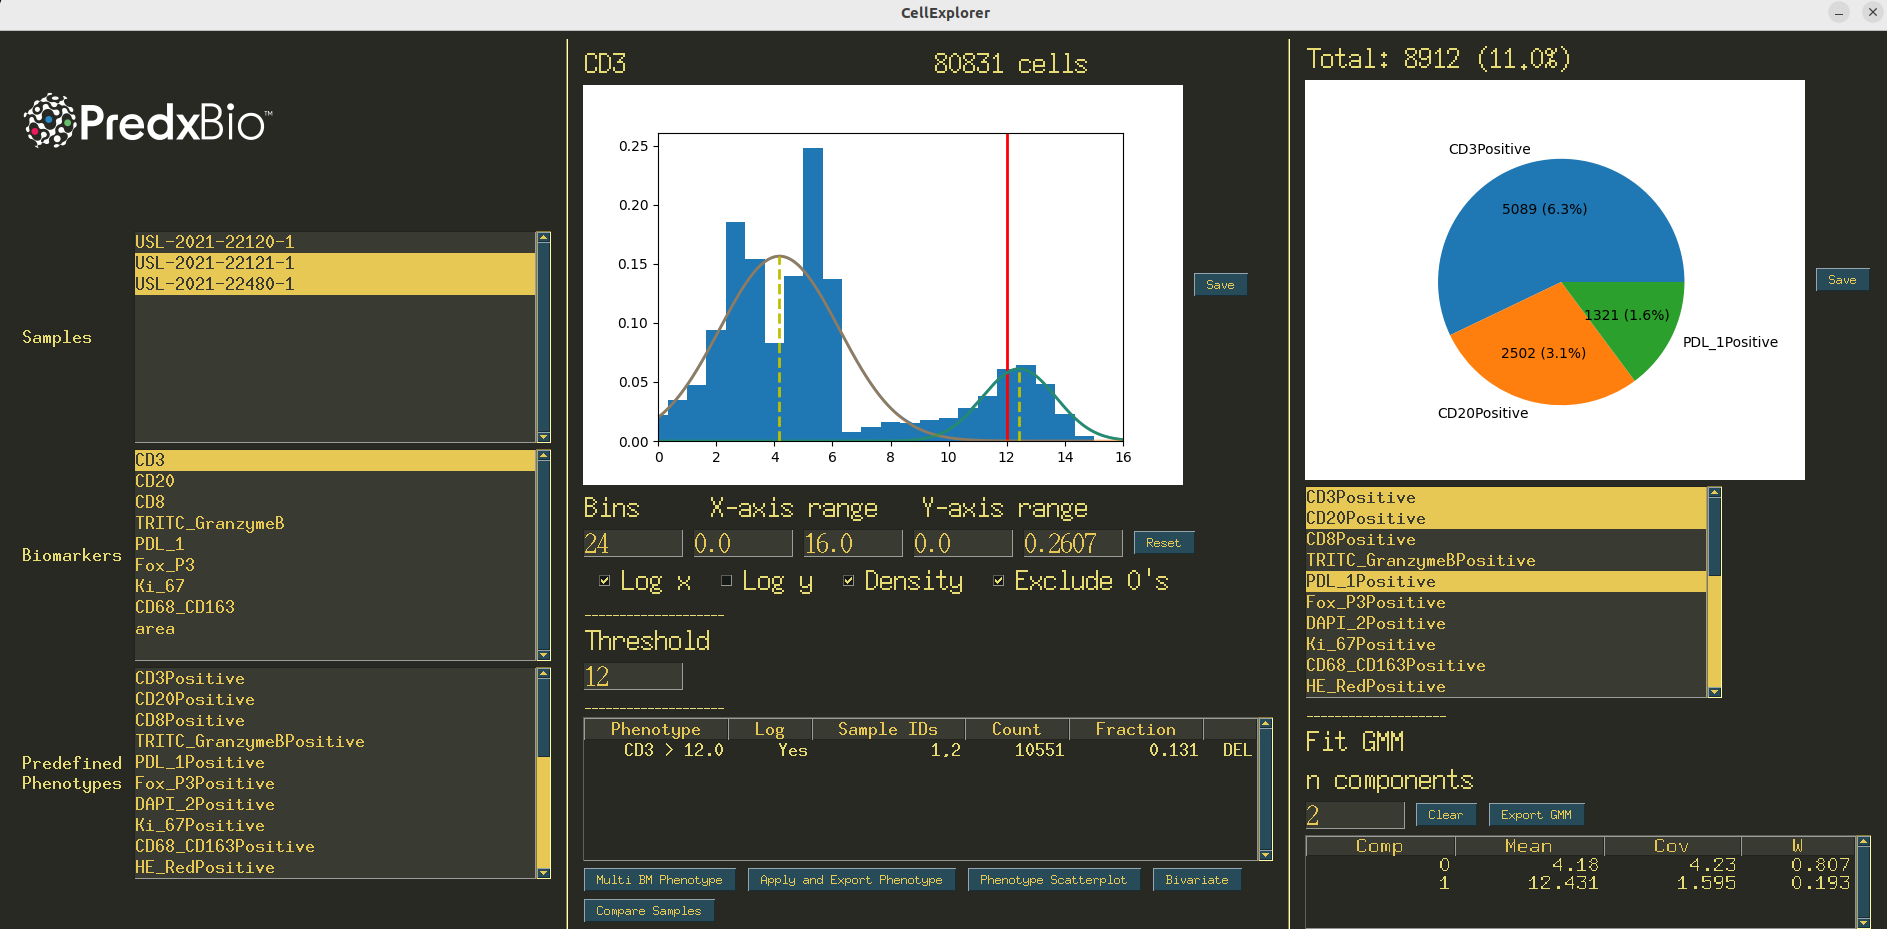 CellExplorer
PredxBio™
Samples
USL-2021-22120-1
USL-2021-22121-1
USL-2021-22480-1
Biomarkers
CD3
CD20
CD8
TRITC_GranzymeB
PDL_1
Fox_P3
Ki_67
CD68_CD163
area
Predefined
Phenotypes
CD3Positive
CD20Positive
CD8Positive
TRITC_GranzymeBPositive
PDL_1Positive
Fox_P3Positive
DAPI_2Positive
Ki_67Positive
CD68_CD163Positive
HE_RedPositive
CD3 80831 cells
0.25
0.20
0.15
0.10
0.05
0.00
0 2 4 6 8 10 12 14 16
Save
Bins X-axis range Y-axis range
24 0.0 16.0 0.0 0.2607 Reset
Log x Log y Density Exclude 0's
--------------------
Threshold
12
--------------------
Phenotype Log Sample IDs Count Fraction
CD3 > 12.0 Yes 1,2 10551 0.131 DEL
Multi BM Phenotype Apply and Export Phenotype Phenotype Scatterplot Bivariate
Compare Samples
Total: 8912 (11.0%)
CD3Positive
5089 (6.3%)
1321 (1.6%)
PDL_1Positive
2502 (3.1%)
CD20Positive
Save
CD3Positive
CD20Positive
CD8Positive
TRITC_GranzymeBPositive
PDL_1Positive
Fox_P3Positive
DAPI_2Positive
Ki_67Positive
CD68_CD163Positive
HE_RedPositive
--------------------
Fit GMM
n components
2 Clear Export GMM
Comp Mean Cov W
0 4.18 4.23 0.807
1 12.431 1.595 0.193